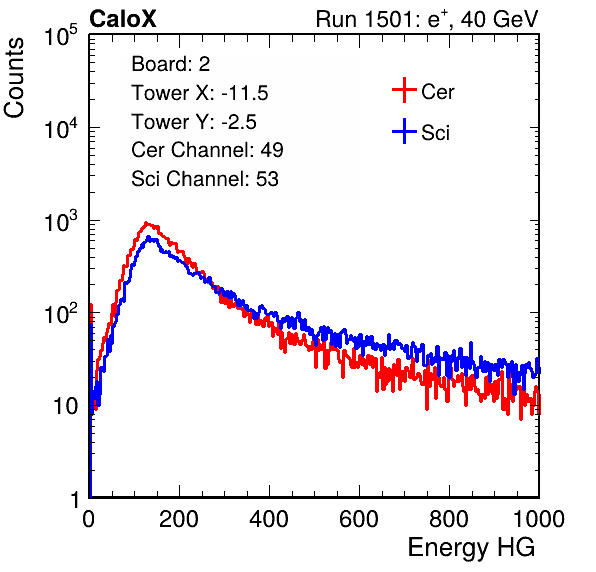 CaloX Run 1501: e⁺, 40 GeV
Counts
10⁵
10⁴
10³
10²
10
1
Board: 2
Tower X: -11.5
Tower Y: -2.5
Cer Channel: 49
Sci Channel: 53
Cer
Sci
0 200 400 600 800 1000
Energy HG